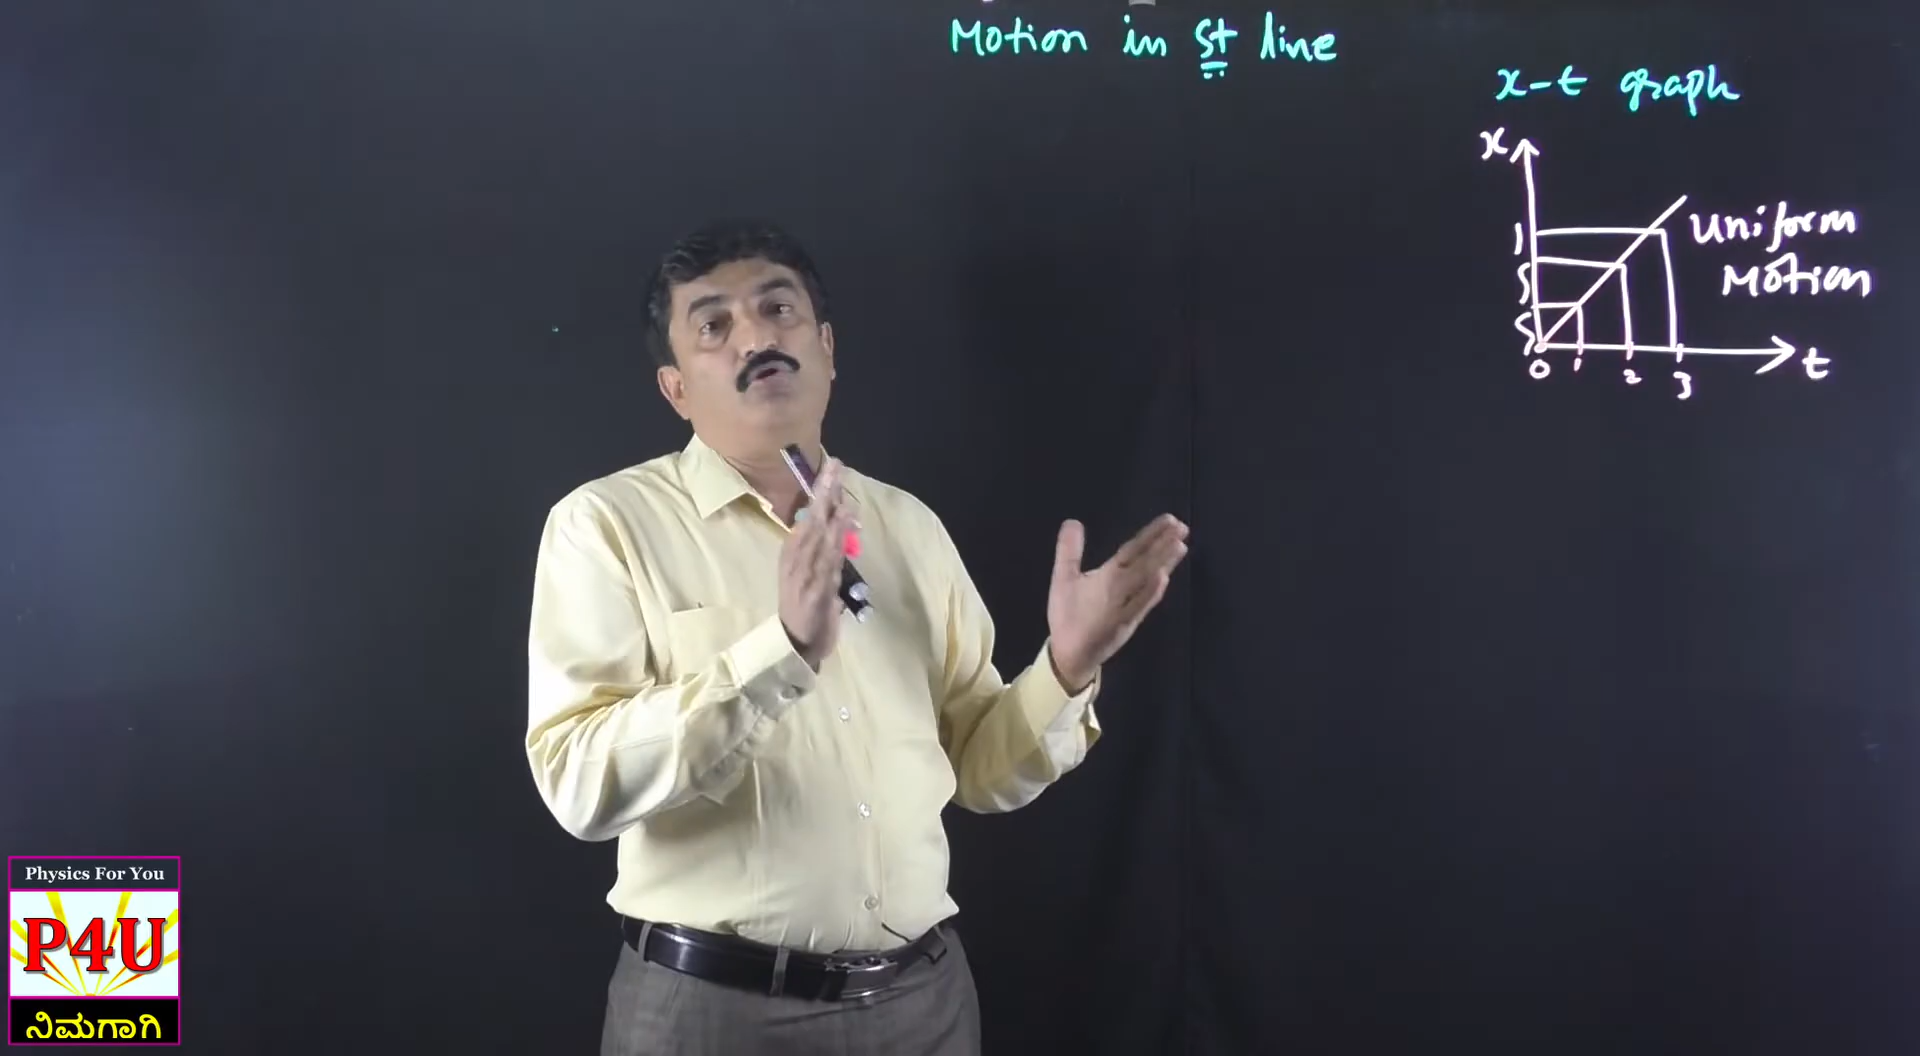 Motion in St line
x-t graph
x
Uniform
Motion
0 1 2 3
t
Physics For You
P4U
ನಿಮಗಾಗಿ